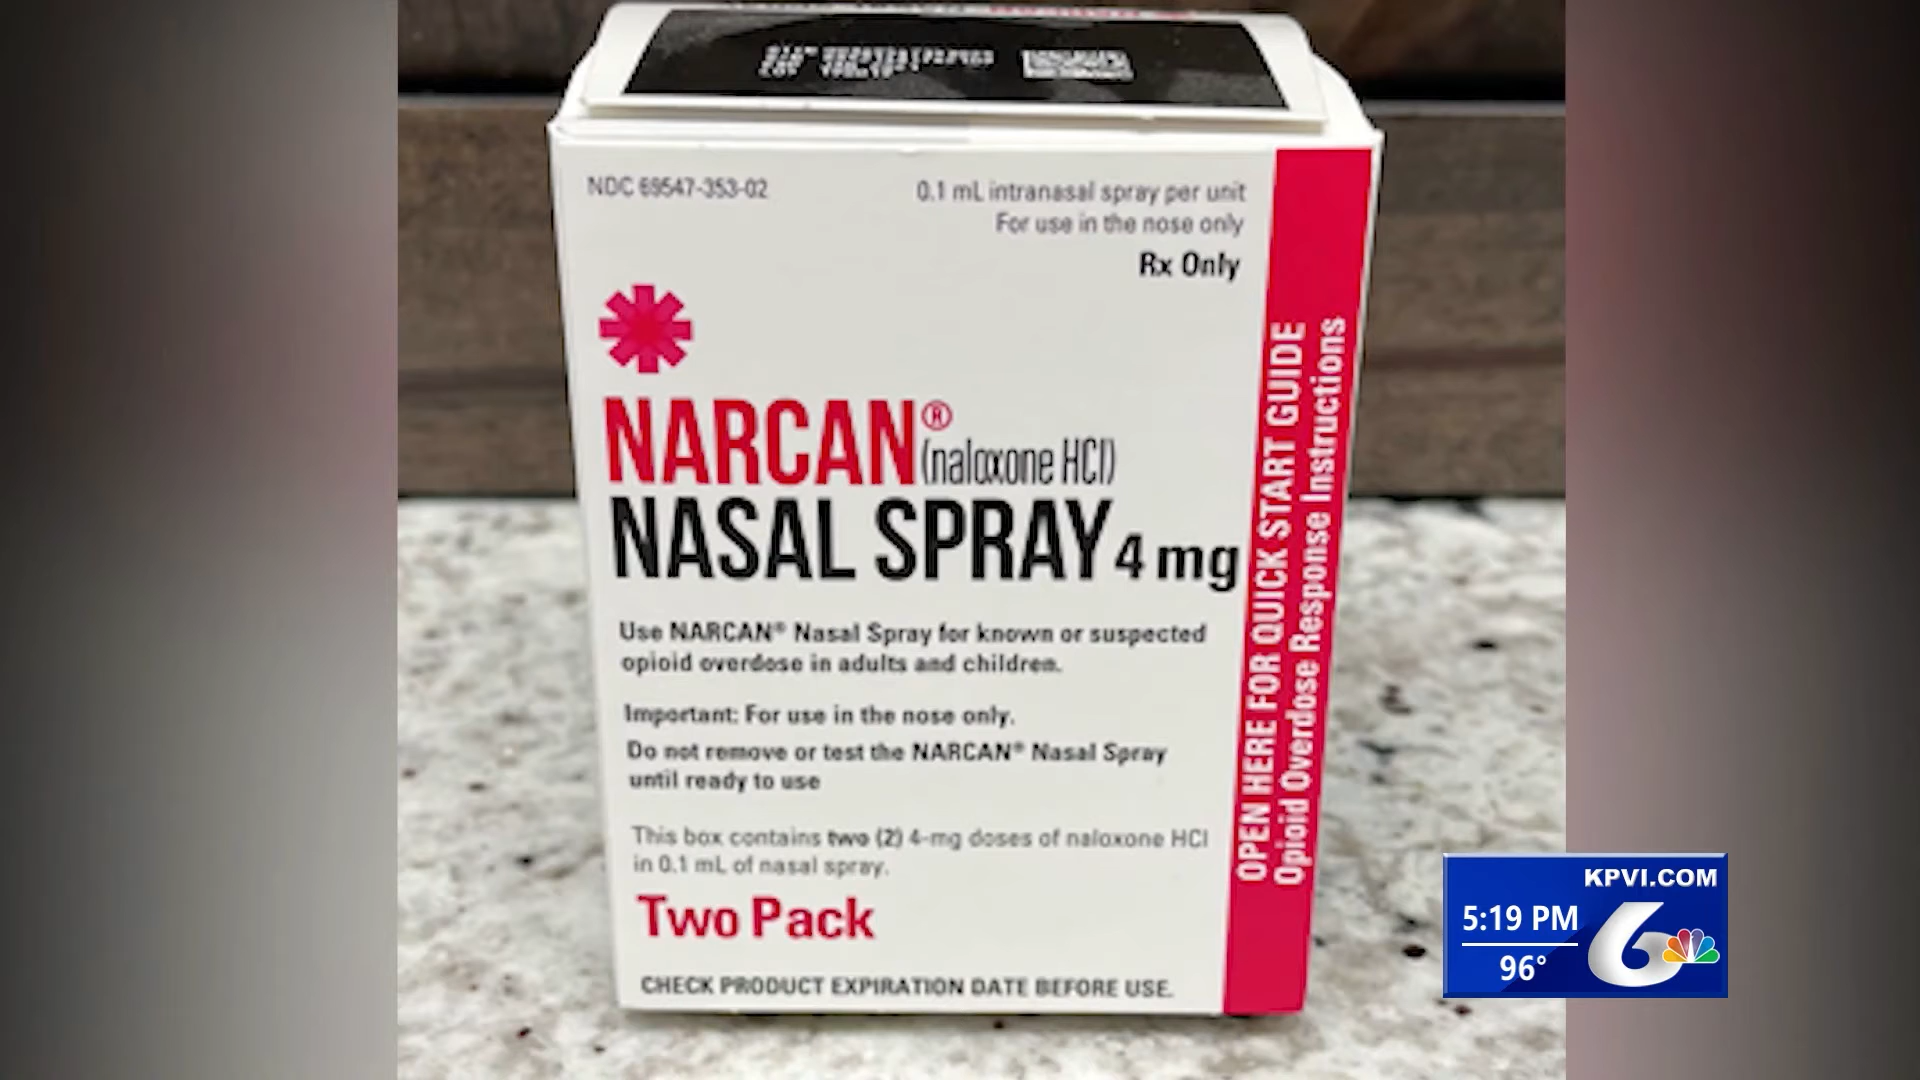 NDC 69547-353-02
0.1 mL intranasal spray per unit
For use in the nose only
Rx Only
NARCAN® (naloxone HCl)
NASAL SPRAY 4 mg
Use NARCAN® Nasal Spray for known or suspected
opioid overdose in adults and children.
Important: For use in the nose only.
Do not remove or test the NARCAN® Nasal Spray
until ready to use
This box contains two (2) 4-mg doses of naloxone HCl
in 0.1 mL of nasal spray.
Two Pack
CHECK PRODUCT EXPIRATION DATE BEFORE USE.
OPEN HERE FOR QUICK START GUIDE
Opioid Overdose Response Instructions
KPVI.COM
5:19 PM
96°
6